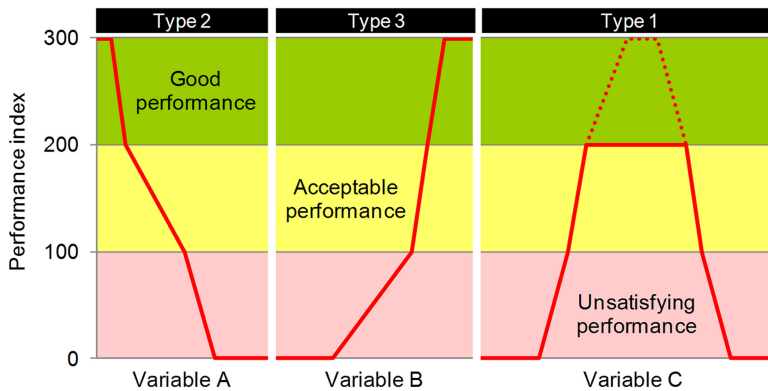 Type 2
Type 3
Type 1
Performance index
300
200
100
0
Good
performance
Acceptable
performance
Unsatisfying
performance
Variable A
Variable B
Variable C